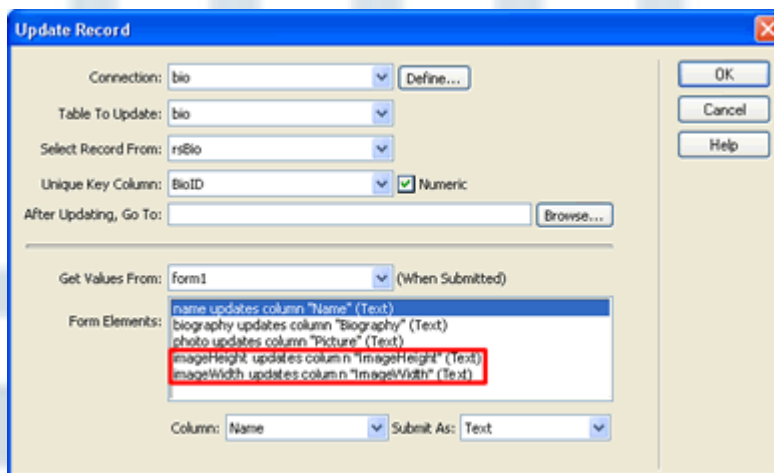 Update Record
Connection: bio Define...
OK
Table To Update: bio
Cancel
Select Record From: rsBio
Help
Unique Key Column: BioID Numeric
After Updating, Go To: Browse...
Get Values From: form1 (When Submitted)
Form Elements:
name updates column "Name" (Text)
biography updates column "Biography" (Text)
photo updates column "Picture" (Text)
imageHeight updates column "ImageHeight" (Text)
imageWidth updates column "ImageWidth" (Text)
Column: Name Submit As: Text